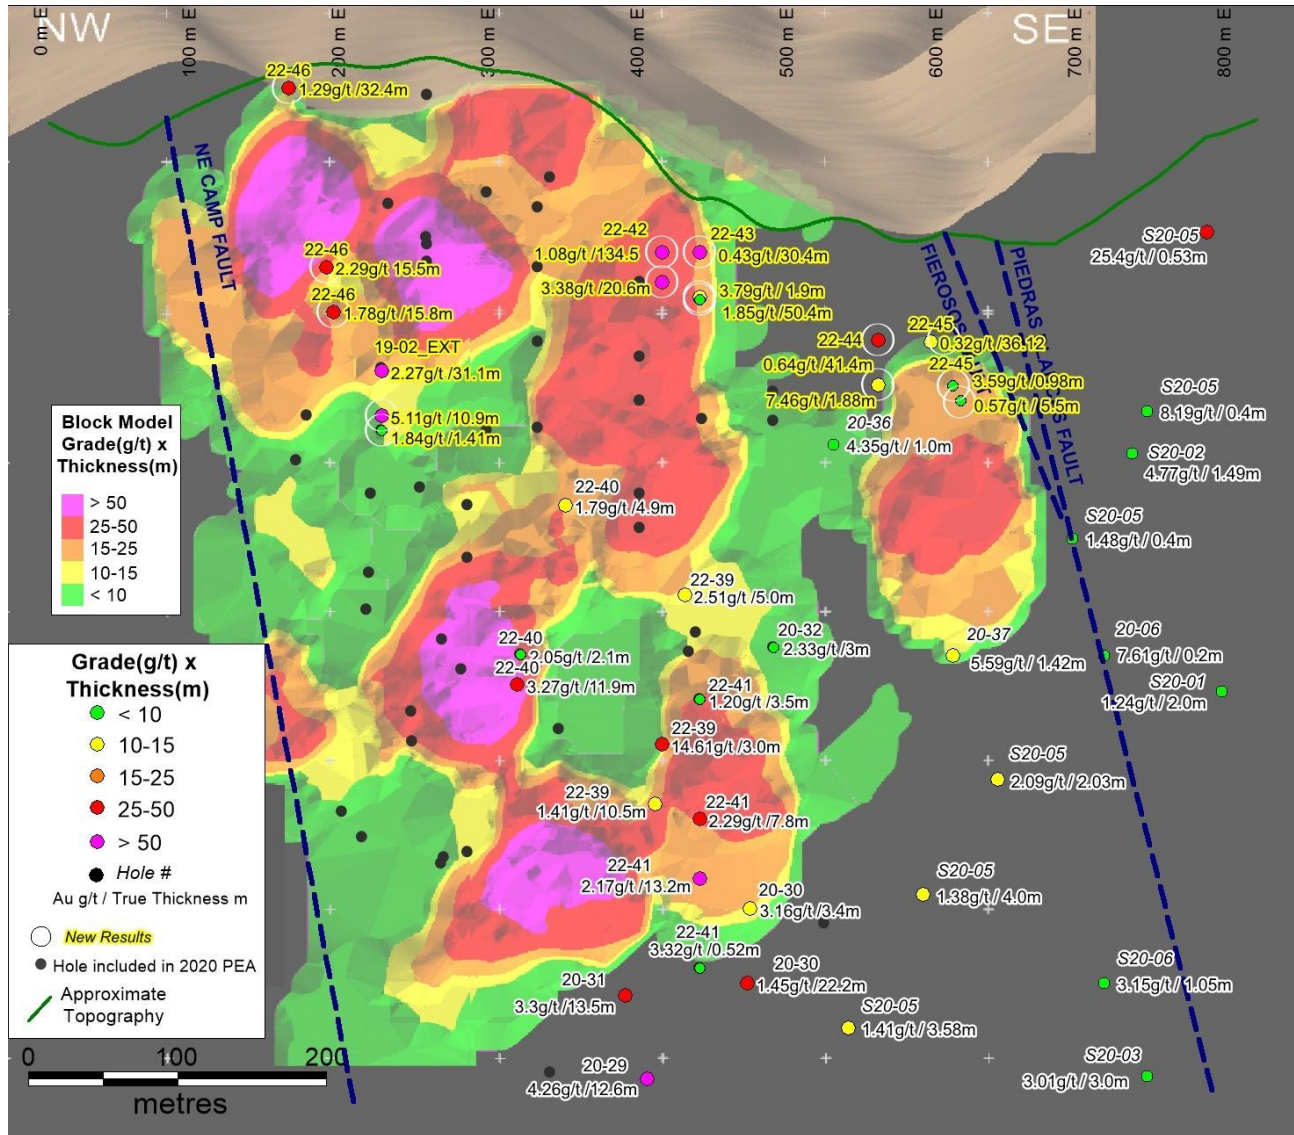 NW
SE
0 m E
100 m E
200 m E
300 m E
400 m E
500 m E
600 m E
700 m E
800 m E
22-46
1.29g/t /32.4m
NE CAMP FAULT
22-46
2.29g/t 15.5m
22-46
1.78g/t /15.8m
19-02_EXT
2.27g/t /31.1m
5.11g/t /10.9m
1.84g/t /1.41m
22-42
1.08g/t /134.5
3.38g/t /20.6m
22-43
0.43g/t /30.4m
3.79g/t / 1.9m
1.85g/t /50.4m
22-44
0.64g/t /41.4m
7.46g/t /1.88m
22-45
0.32g/t /36.12
22-45
3.59g/t /0.98m
0.57g/t / 5.5m
FIEROSOS
PIEDRAS
FAULT
S20-05
25.4g/t / 0.53m
20-36
4.35g/t / 1.0m
S20-05
8.19g/t / 0.4m
S20-02
4.77g/t / 1.49m
S20-05
1.48g/t / 0.4m
22-40
1.79g/t /4.9m
22-39
2.51g/t /5.0m
20-32
2.33g/t /3m
20-37
5.59g/t / 1.42m
20-06
7.61g/t / 0.2m
S20-01
1.24g/t / 2.0m
22-40
2.05g/t /2.1m
22-40
3.27g/t /11.9m
22-41
1.20g/t /3.5m
22-39
14.61g/t /3.0m
22-39
1.41g/t /10.5m
22-41
2.29g/t /7.8m
S20-05
2.09g/t / 2.03m
22-41
2.17g/t /13.2m
20-30
3.16g/t /3.4m
S20-05
1.38g/t / 4.0m
22-41
3.32g/t /0.52m
20-31
3.3g/t /13.5m
20-30
1.45g/t /22.2m
S20-05
1.41g/t / 3.58m
S20-06
3.15g/t / 1.05m
20-29
4.26g/t /12.6m
S20-03
3.01g/t / 3.0m
Block Model
Grade(g/t) x
Thickness(m)
> 50
25-50
15-25
10-15
< 10
Grade(g/t) x
Thickness(m)
< 10
10-15
15-25
25-50
> 50
Hole #
Au g/t / True Thickness m
New Results
Hole included in 2020 PEA
Approximate
Topography
0 100 200
metres